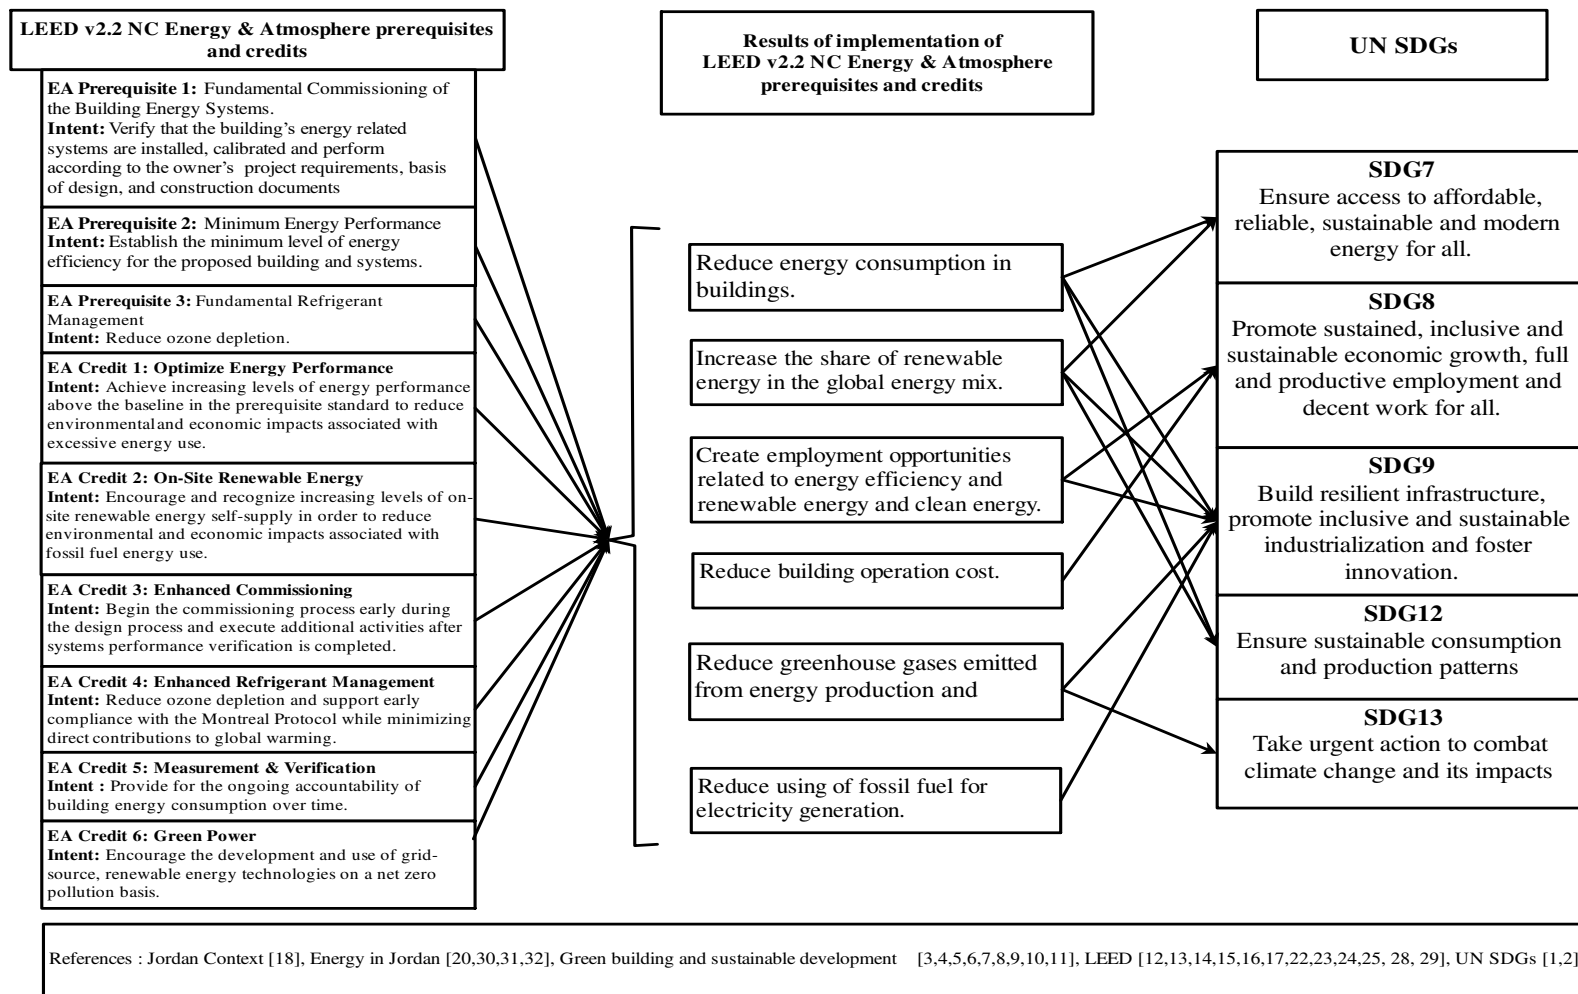 LEED v2.2 NC Energy & Atmosphere prerequisites
and credits
EA Prerequisite 1: Fundamental Commissioning of
the Building Energy Systems.
Intent: Verify that the building's energy related
systems are installed, calibrated and perform
according to the owner's project requirements, basis
of design, and construction documents
EA Prerequisite 2: Minimum Energy Performance
Intent: Establish the minimum level of energy
efficiency for the proposed building and systems.
EA Prerequisite 3: Fundamental Refrigerant
Management
Intent: Reduce ozone depletion.
EA Credit 1: Optimize Energy Performance
Intent: Achieve increasing levels of energy performance
above the baseline in the prerequisite standard to reduce
environmental and economic impacts associated with
excessive energy use.
EA Credit 2: On-Site Renewable Energy
Intent: Encourage and recognize increasing levels of on-
site renewable energy self-supply in order to reduce
environmental and economic impacts associated with
fossil fuel energy use.
EA Credit 3: Enhanced Commissioning
Intent: Begin the commissioning process early during
the design process and execute additional activities after
systems performance verification is completed.
EA Credit 4: Enhanced Refrigerant Management
Intent: Reduce ozone depletion and support early
compliance with the Montreal Protocol while minimizing
direct contributions to global warming.
EA Credit 5: Measurement & Verification
Intent : Provide for the ongoing accountability of
building energy consumption over time.
EA Credit 6: Green Power
Intent: Encourage the development and use of grid-
source, renewable energy technologies on a net zero
pollution basis.
Results of implementation of
LEED v2.2 NC Energy & Atmosphere
prerequisites and credits
Reduce energy consumption in
buildings.
Increase the share of renewable
energy in the global energy mix.
Create employment opportunities
related to energy efficiency and
renewable energy and clean energy.
Reduce building operation cost.
Reduce greenhouse gases emitted
from energy production and
Reduce using of fossil fuel for
electricity generation.
UN SDGs
SDG7
Ensure access to affordable,
reliable, sustainable and modern
energy for all.
SDG8
Promote sustained, inclusive and
sustainable economic growth, full
and productive employment and
decent work for all.
SDG9
Build resilient infrastructure,
promote inclusive and sustainable
industrialization and foster
innovation.
SDG12
Ensure sustainable consumption
and production patterns
SDG13
Take urgent action to combat
climate change and its impacts
References : Jordan Context [18], Energy in Jordan [20,30,31,32], Green building and sustainable development [3,4,5,6,7,8,9,10,11], LEED [12,13,14,15,16,17,22,23,24,25, 28, 29], UN SDGs [1,2]